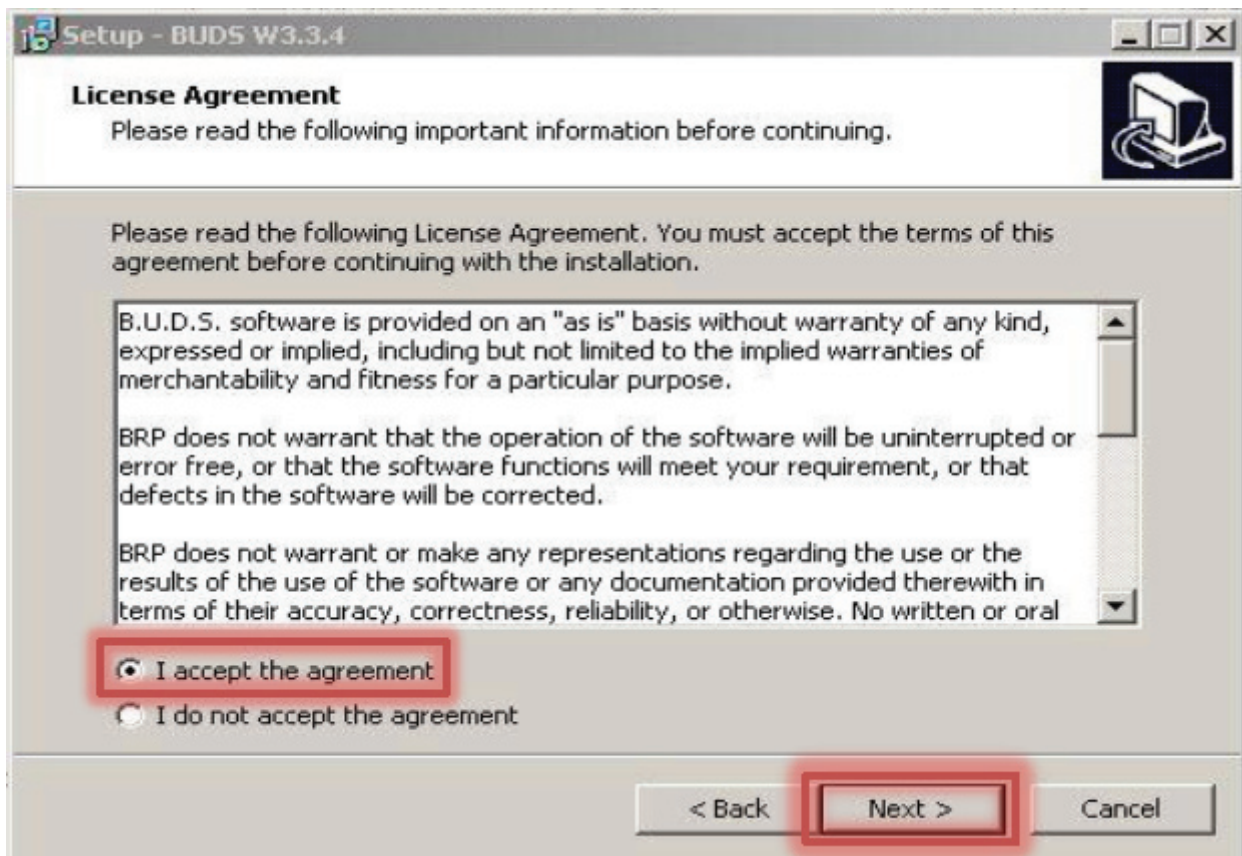 Setup - BUDS W3.3.4
License Agreement
Please read the following important information before continuing.
Please read the following License Agreement. You must accept the terms of this
agreement before continuing with the installation.
B.U.D.S. software is provided on an "as is" basis without warranty of any kind,
expressed or implied, including but not limited to the implied warranties of
merchantability and fitness for a particular purpose.
BRP does not warrant that the operation of the software will be uninterrupted or
error free, or that the software functions will meet your requirement, or that
defects in the software will be corrected.
BRP does not warrant or make any representations regarding the use or the
results of the use of the software or any documentation provided therewith in
terms of their accuracy, correctness, reliability, or otherwise. No written or oral
I accept the agreement
I do not accept the agreement
< Back Next > Cancel